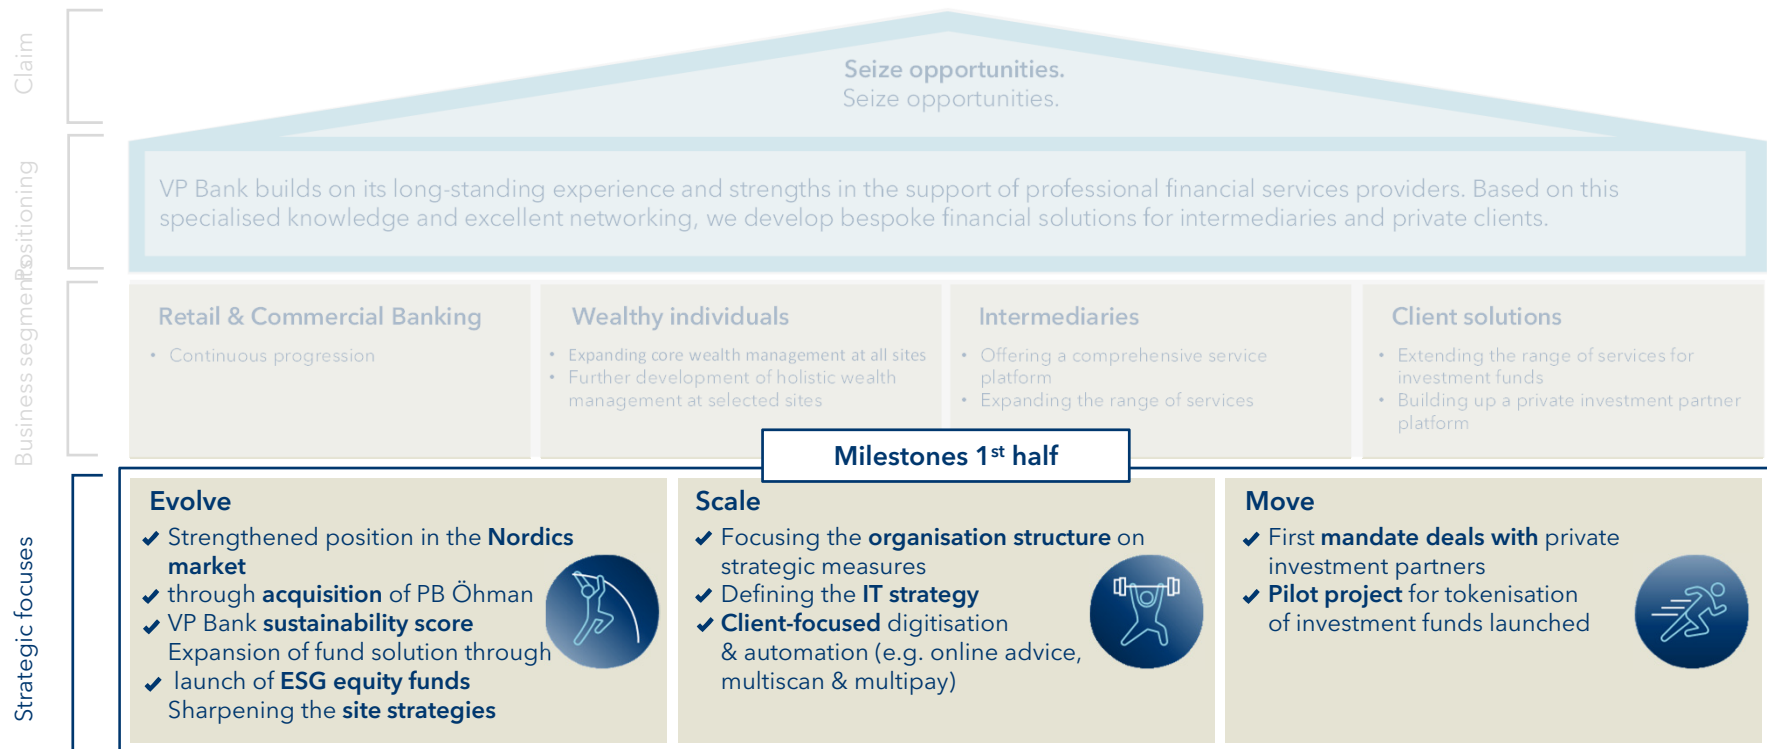 Claim
Seize opportunities.
Seize opportunities.
Positioning
VP Bank builds on its long-standing experience and strengths in the support of professional financial services providers. Based on this
specialised knowledge and excellent networking, we develop bespoke financial solutions for intermediaries and private clients.
Business segments
Retail & Commercial Banking
• Continuous progression
Wealthy individuals
• Expanding core wealth management at all sites
• Further development of holistic wealth
management at selected sites
Intermediaries
• Offering a comprehensive service
platform
• Expanding the range of services
Client solutions
• Extending the range of services for
investment funds
• Building up a private investment partner
platform
Milestones 1st half
Strategic focuses
Evolve
✔ Strengthened position in the Nordics
market
✔ through acquisition of PB Öhman
✔ VP Bank sustainability score
Expansion of fund solution through
✔ launch of ESG equity funds
Sharpening the site strategies
Scale
✔ Focusing the organisation structure on
strategic measures
✔ Defining the IT strategy
✔ Client-focused digitisation
& automation (e.g. online advice,
multiscan & multipay)
Move
✔ First mandate deals with private
investment partners
✔ Pilot project for tokenisation
of investment funds launched